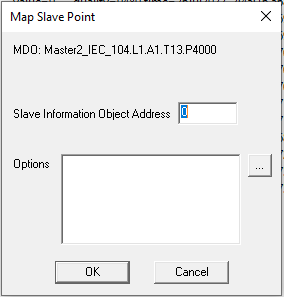 Map Slave Point
MDO: Master2_IEC_104.L1.A1.T13.P4000
Slave Information Object Address 0
Options
...
OK Cancel